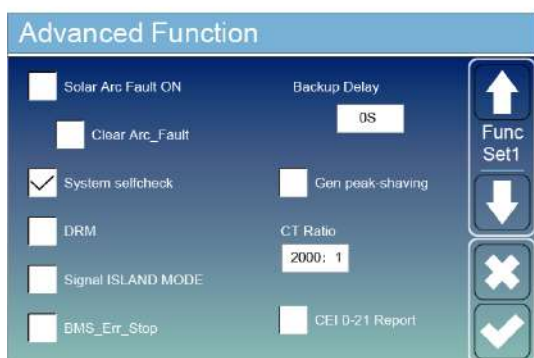 Advanced Function
Solar Arc Fault ON
Clear Arc_Fault
System selfcheck
DRM
Signal ISLAND MODE
BMS_Err_Stop
Backup Delay
0S
Gen peak-shaving
CT Ratio
2000: 1
CEI 0-21 Report
Func
Set1